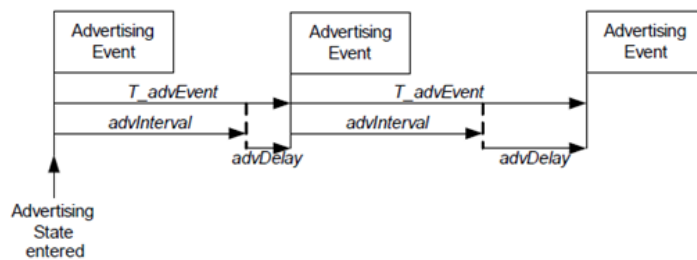 Advertising
Event
Advertising
Event
Advertising
Event
T_advEvent
T_advEvent
advInterval
advInterval
advDelay
advDelay
Advertising
State
entered